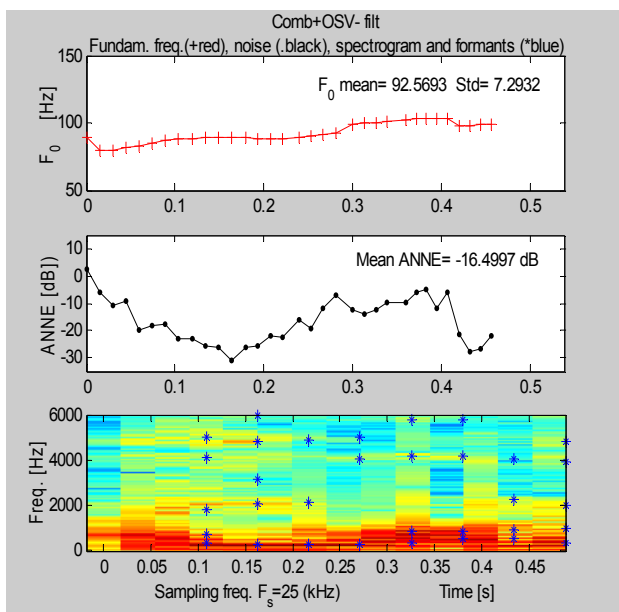 Comb+OSV- filt
Fundam. freq.(+red), noise (.black), spectrogram and formants (*blue)
F0 mean= 92.5693 Std= 7.2932
F0 [Hz]
150
100
50
0 0.1 0.2 0.3 0.4 0.5
Mean ANNE= -16.4997 dB
ANNE [dB]
10
0
-10
-20
-30
0 0.1 0.2 0.3 0.4 0.5
Freq. [Hz]
6000
4000
2000
0
0 0.05 0.1 0.15 0.2 0.25 0.3 0.35 0.4 0.45
Sampling freq. Fs=25 (kHz) Time [s]